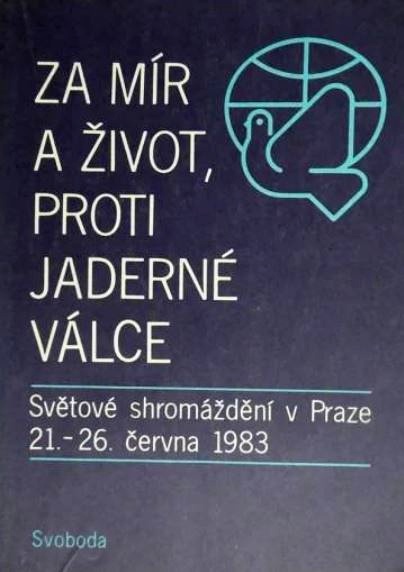 ZA MÍR
A ŽIVOT,
PROTI
JADERNÉ
VÁLCE
Světové shromáždění v Praze
21.-26. června 1983
Svoboda